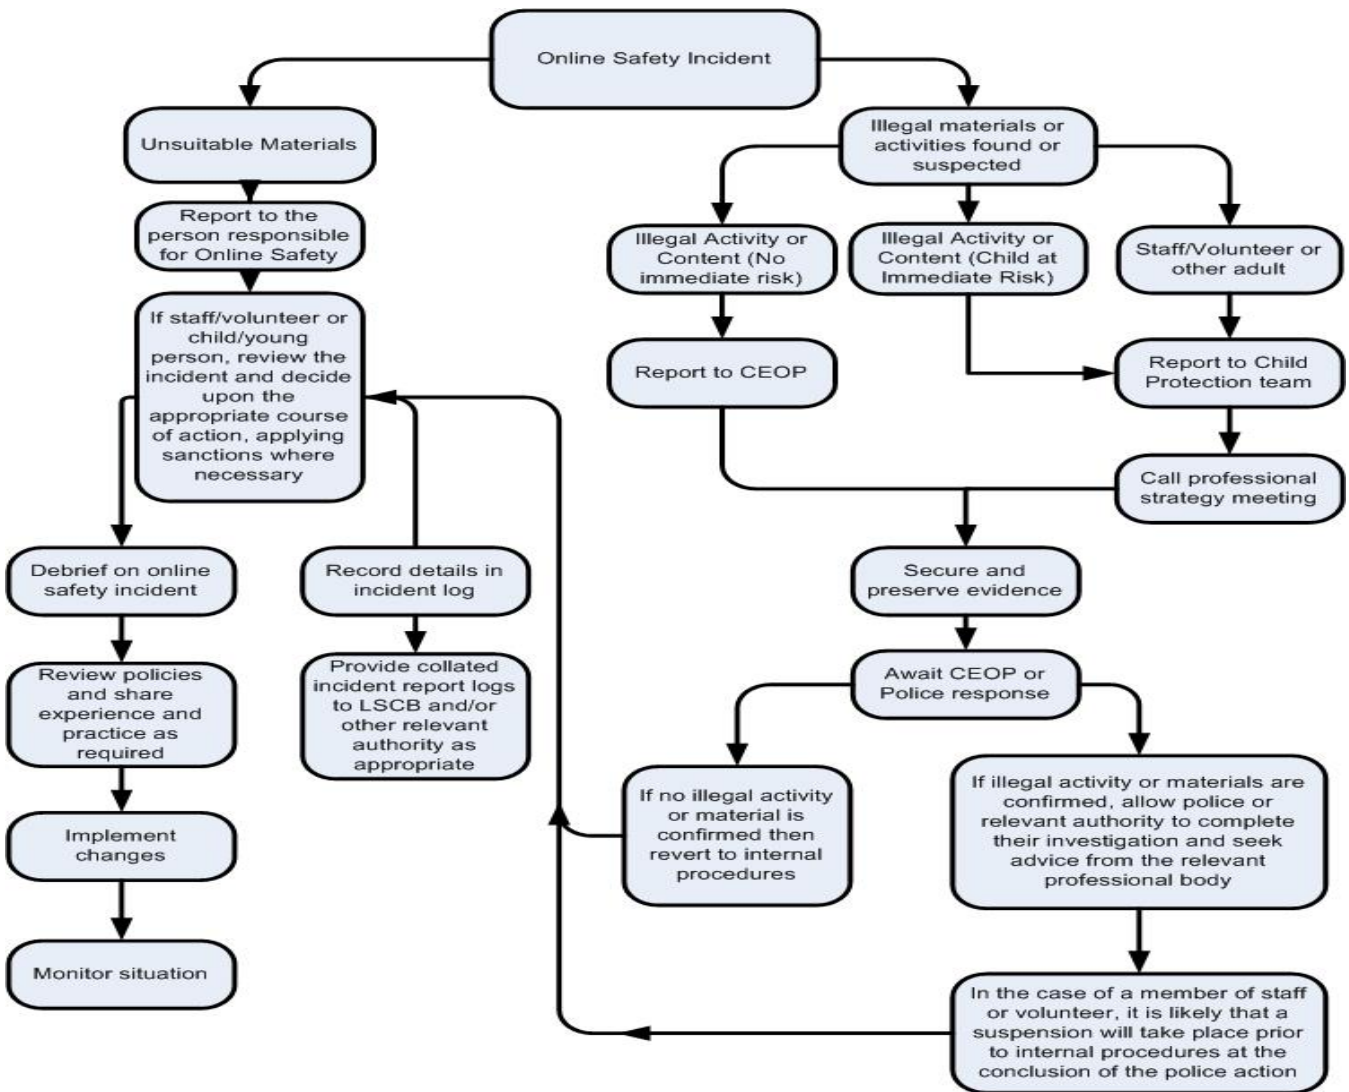 Online Safety Incident
Unsuitable Materials
Report to the
person responsible
for Online Safety
If staff/volunteer or
child/young
person, review the
incident and decide
upon the
appropriate course
of action, applying
sanctions where
necessary
Debrief on online
safety incident
Review policies
and share
experience and
practice as
required
Implement
changes
Monitor situation
Record details in
incident log
Provide collated
incident report logs
to LSCB and/or
other relevant
authority as
appropriate
Illegal materials or
activities found or
suspected
Illegal Activity or
Content (No
immediate risk)
Report to CEOP
Illegal Activity or
Content (Child at
Immediate Risk)
Staff/Volunteer or
other adult
Report to Child
Protection team
Call professional
strategy meeting
Secure and
preserve evidence
Await CEOP or
Police response
If no illegal activity
or material is
confirmed then
revert to internal
procedures
If illegal activity or materials are
confirmed, allow police or
relevant authority to complete
their investigation and seek
advice from the relevant
professional body
In the case of a member of staff
or volunteer, it is likely that a
suspension will take place prior
to internal procedures at the
conclusion of the police action